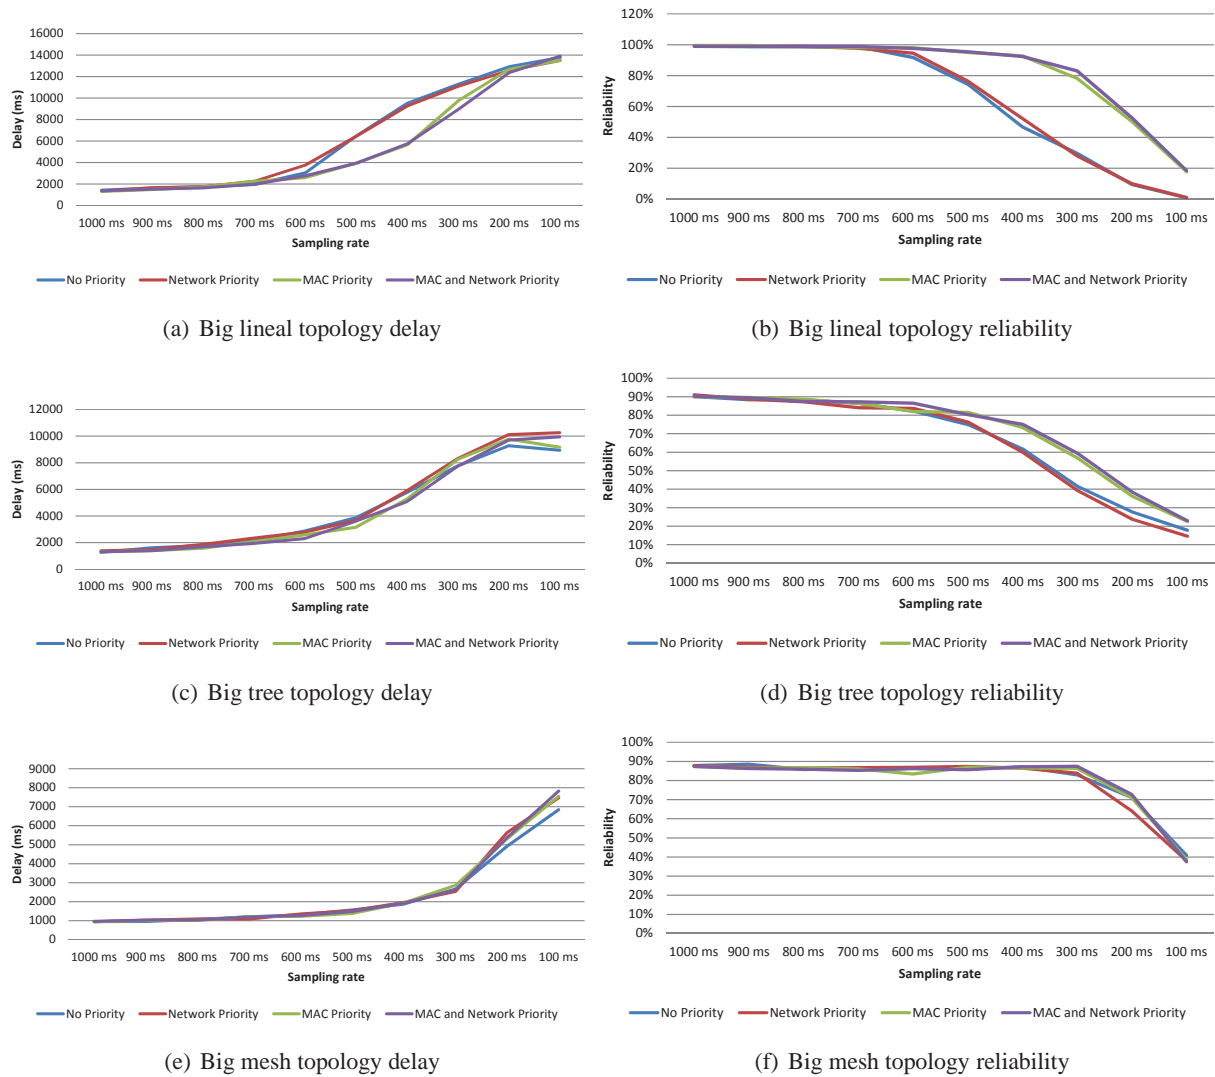 16000
14000
12000
10000
8000
6000
4000
2000
0
Delay (ms)
1000 ms 900 ms 800 ms 700 ms 600 ms 500 ms 400 ms 300 ms 200 ms 100 ms
Sampling rate
No Priority Network Priority MAC Priority MAC and Network Priority
(a) Big lineal topology delay
120%
100%
80%
60%
40%
20%
0%
Reliability
1000 ms 900 ms 800 ms 700 ms 600 ms 500 ms 400 ms 300 ms 200 ms 100 ms
Sampling rate
No Priority Network Priority MAC Priority MAC and Network Priority
(b) Big lineal topology reliability
12000
10000
8000
6000
4000
2000
0
Delay (ms)
1000 ms 900 ms 800 ms 700 ms 600 ms 500 ms 400 ms 300 ms 200 ms 100 ms
Sampling rate
No Priority Network Priority MAC Priority MAC and Network Priority
(c) Big tree topology delay
100%
90%
80%
70%
60%
50%
40%
30%
20%
10%
0%
Reliability
1000 ms 900 ms 800 ms 700 ms 600 ms 500 ms 400 ms 300 ms 200 ms 100 ms
Sampling rate
No Priority Network Priority MAC Priority MAC and Network Priority
(d) Big tree topology reliability
9000
8000
7000
6000
5000
4000
3000
2000
1000
0
Delay (ms)
1000 ms 900 ms 800 ms 700 ms 600 ms 500 ms 400 ms 300 ms 200 ms 100 ms
Sampling rate
No Priority Network Priority MAC Priority MAC and Network Priority
(e) Big mesh topology delay
100%
90%
80%
70%
60%
50%
40%
30%
20%
10%
0%
Reliability
1000 ms 900 ms 800 ms 700 ms 600 ms 500 ms 400 ms 300 ms 200 ms 100 ms
Sampling rate
No Priority Network Priority MAC Priority MAC and Network Priority
(f) Big mesh topology reliability